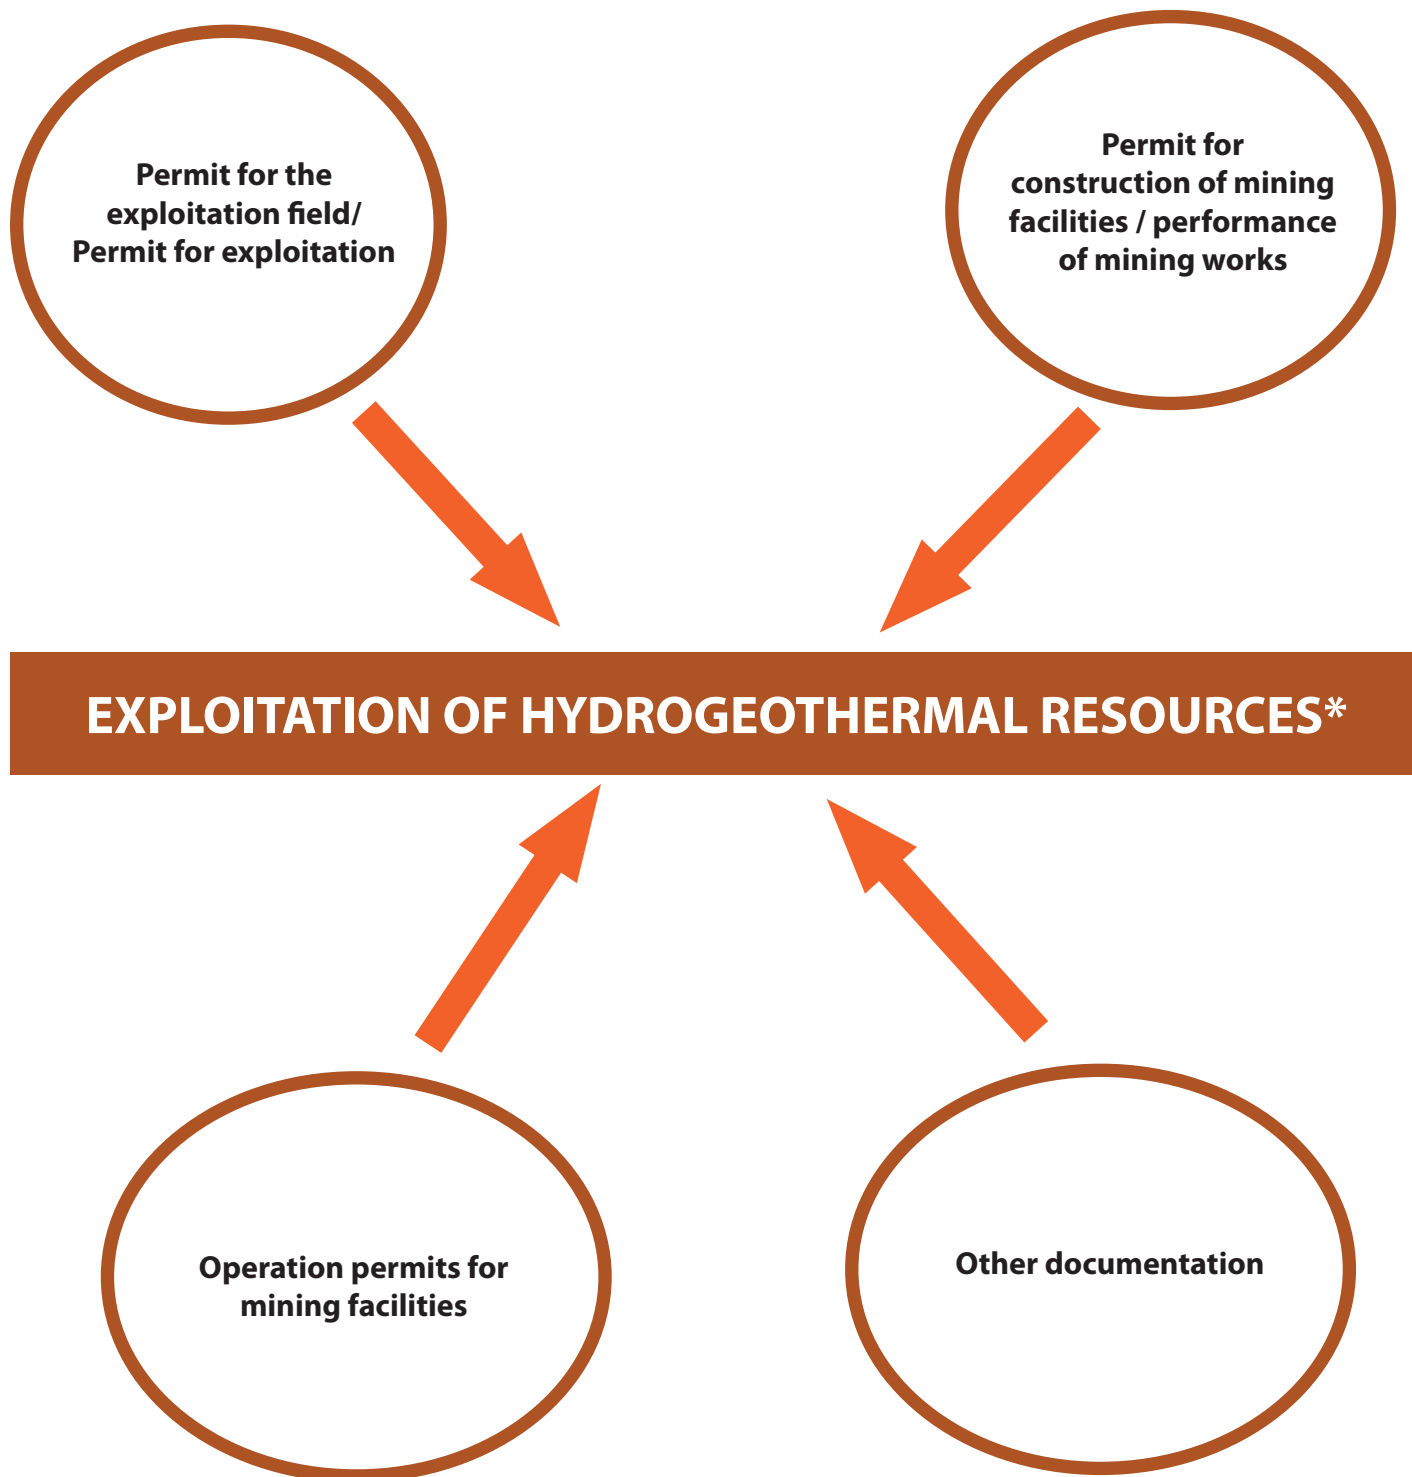 Permit for the
exploitation field/
Permit for exploitation
Permit for
construction of mining
facilities / performance
of mining works
EXPLOITATION OF HYDROGEOTHERMAL RESOURCES*
Operation permits for
mining facilities
Other documentation